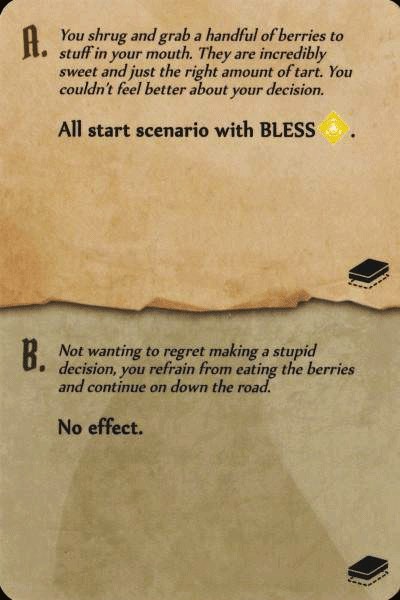 A. You shrug and grab a handful of berries to
stuff in your mouth. They are incredibly
sweet and just the right amount of tart. You
couldn't feel better about your decision.
All start scenario with BLESS.
B. Not wanting to regret making a stupid
decision, you refrain from eating the berries
and continue on down the road.
No effect.